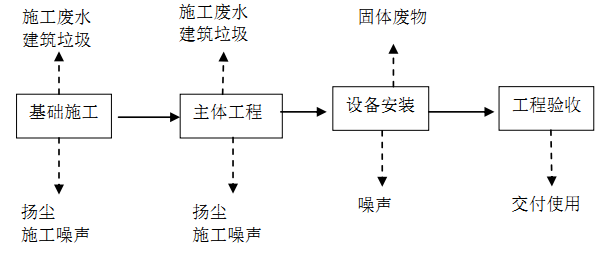 施工废水
建筑垃圾
施工废水
建筑垃圾
固体废物
基础施工
主体工程
设备安装
工程验收
扬尘
施工噪声
扬尘
施工噪声
噪声
交付使用